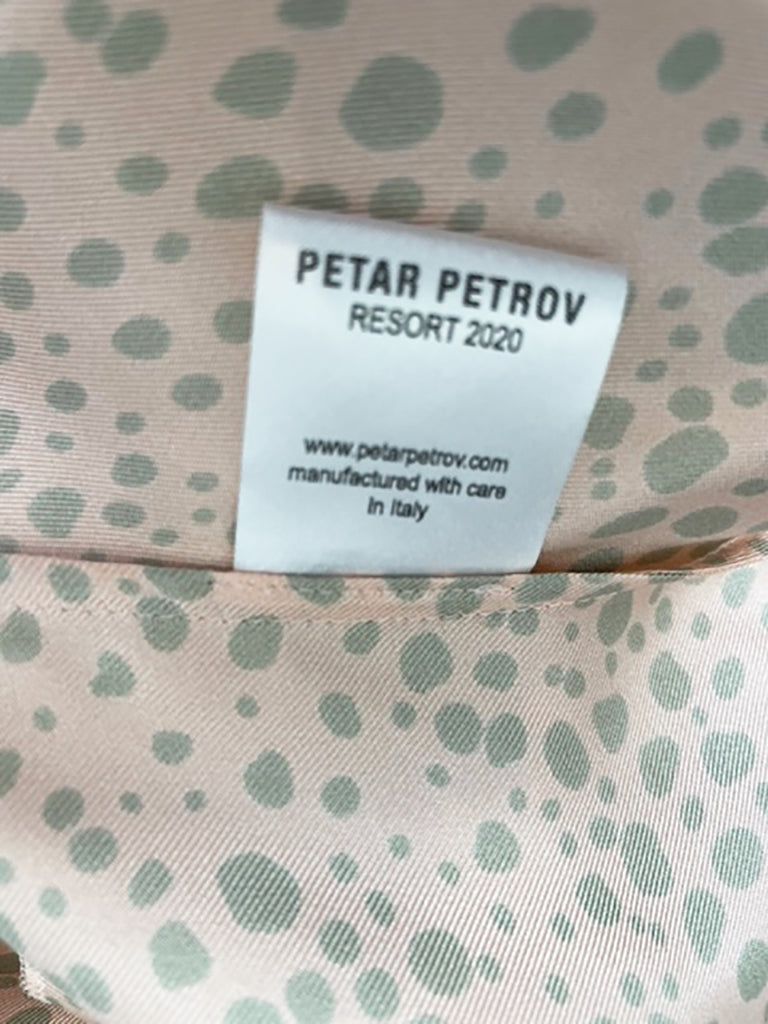 PETAR PETROV
RESORT 2020
www.petarpetrov.com
manufactured with care
in Italy